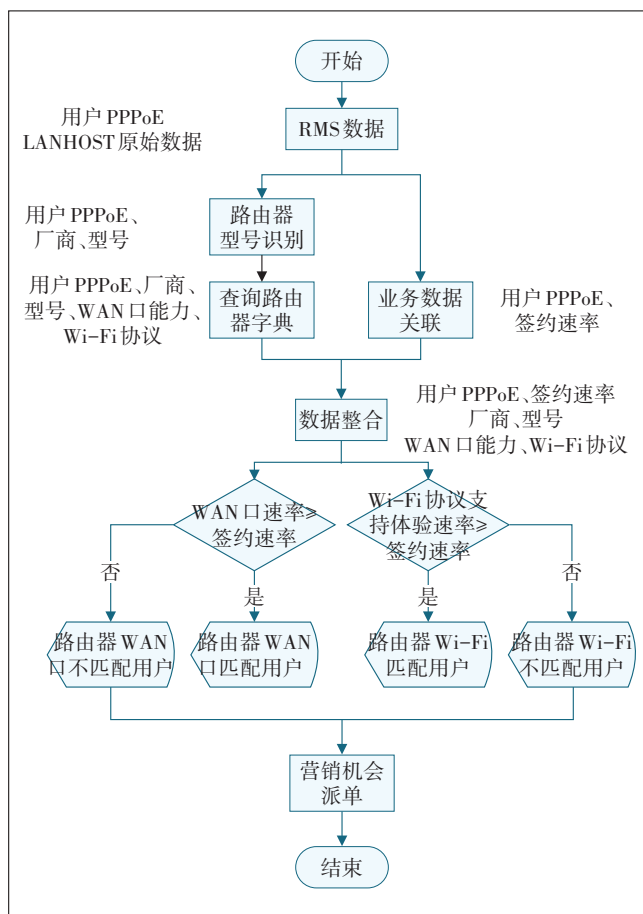 开始
用户 PPPoE
LANHOST 原始数据
RMS 数据
用户 PPPoE、
厂商、型号
路由器
型号识别
用户 PPPoE、厂商、
型号、WAN 口能力、
Wi-Fi 协议
查询路由
器字典
业务数据
关联
用户 PPPoE、
签约速率
数据整合
用户 PPPoE、签约速率
厂商、型号
WAN 口能力、Wi-Fi 协议
WAN 口速率≥
签约速率
Wi-Fi 协议支
持体验速率≥
签约速率
否
是
是
否
路由器 WAN
口不匹配用户
路由器 WAN
口匹配用户
路由器 Wi-Fi
匹配用户
路由器 Wi-Fi
不匹配用户
营销机会
派单
结束